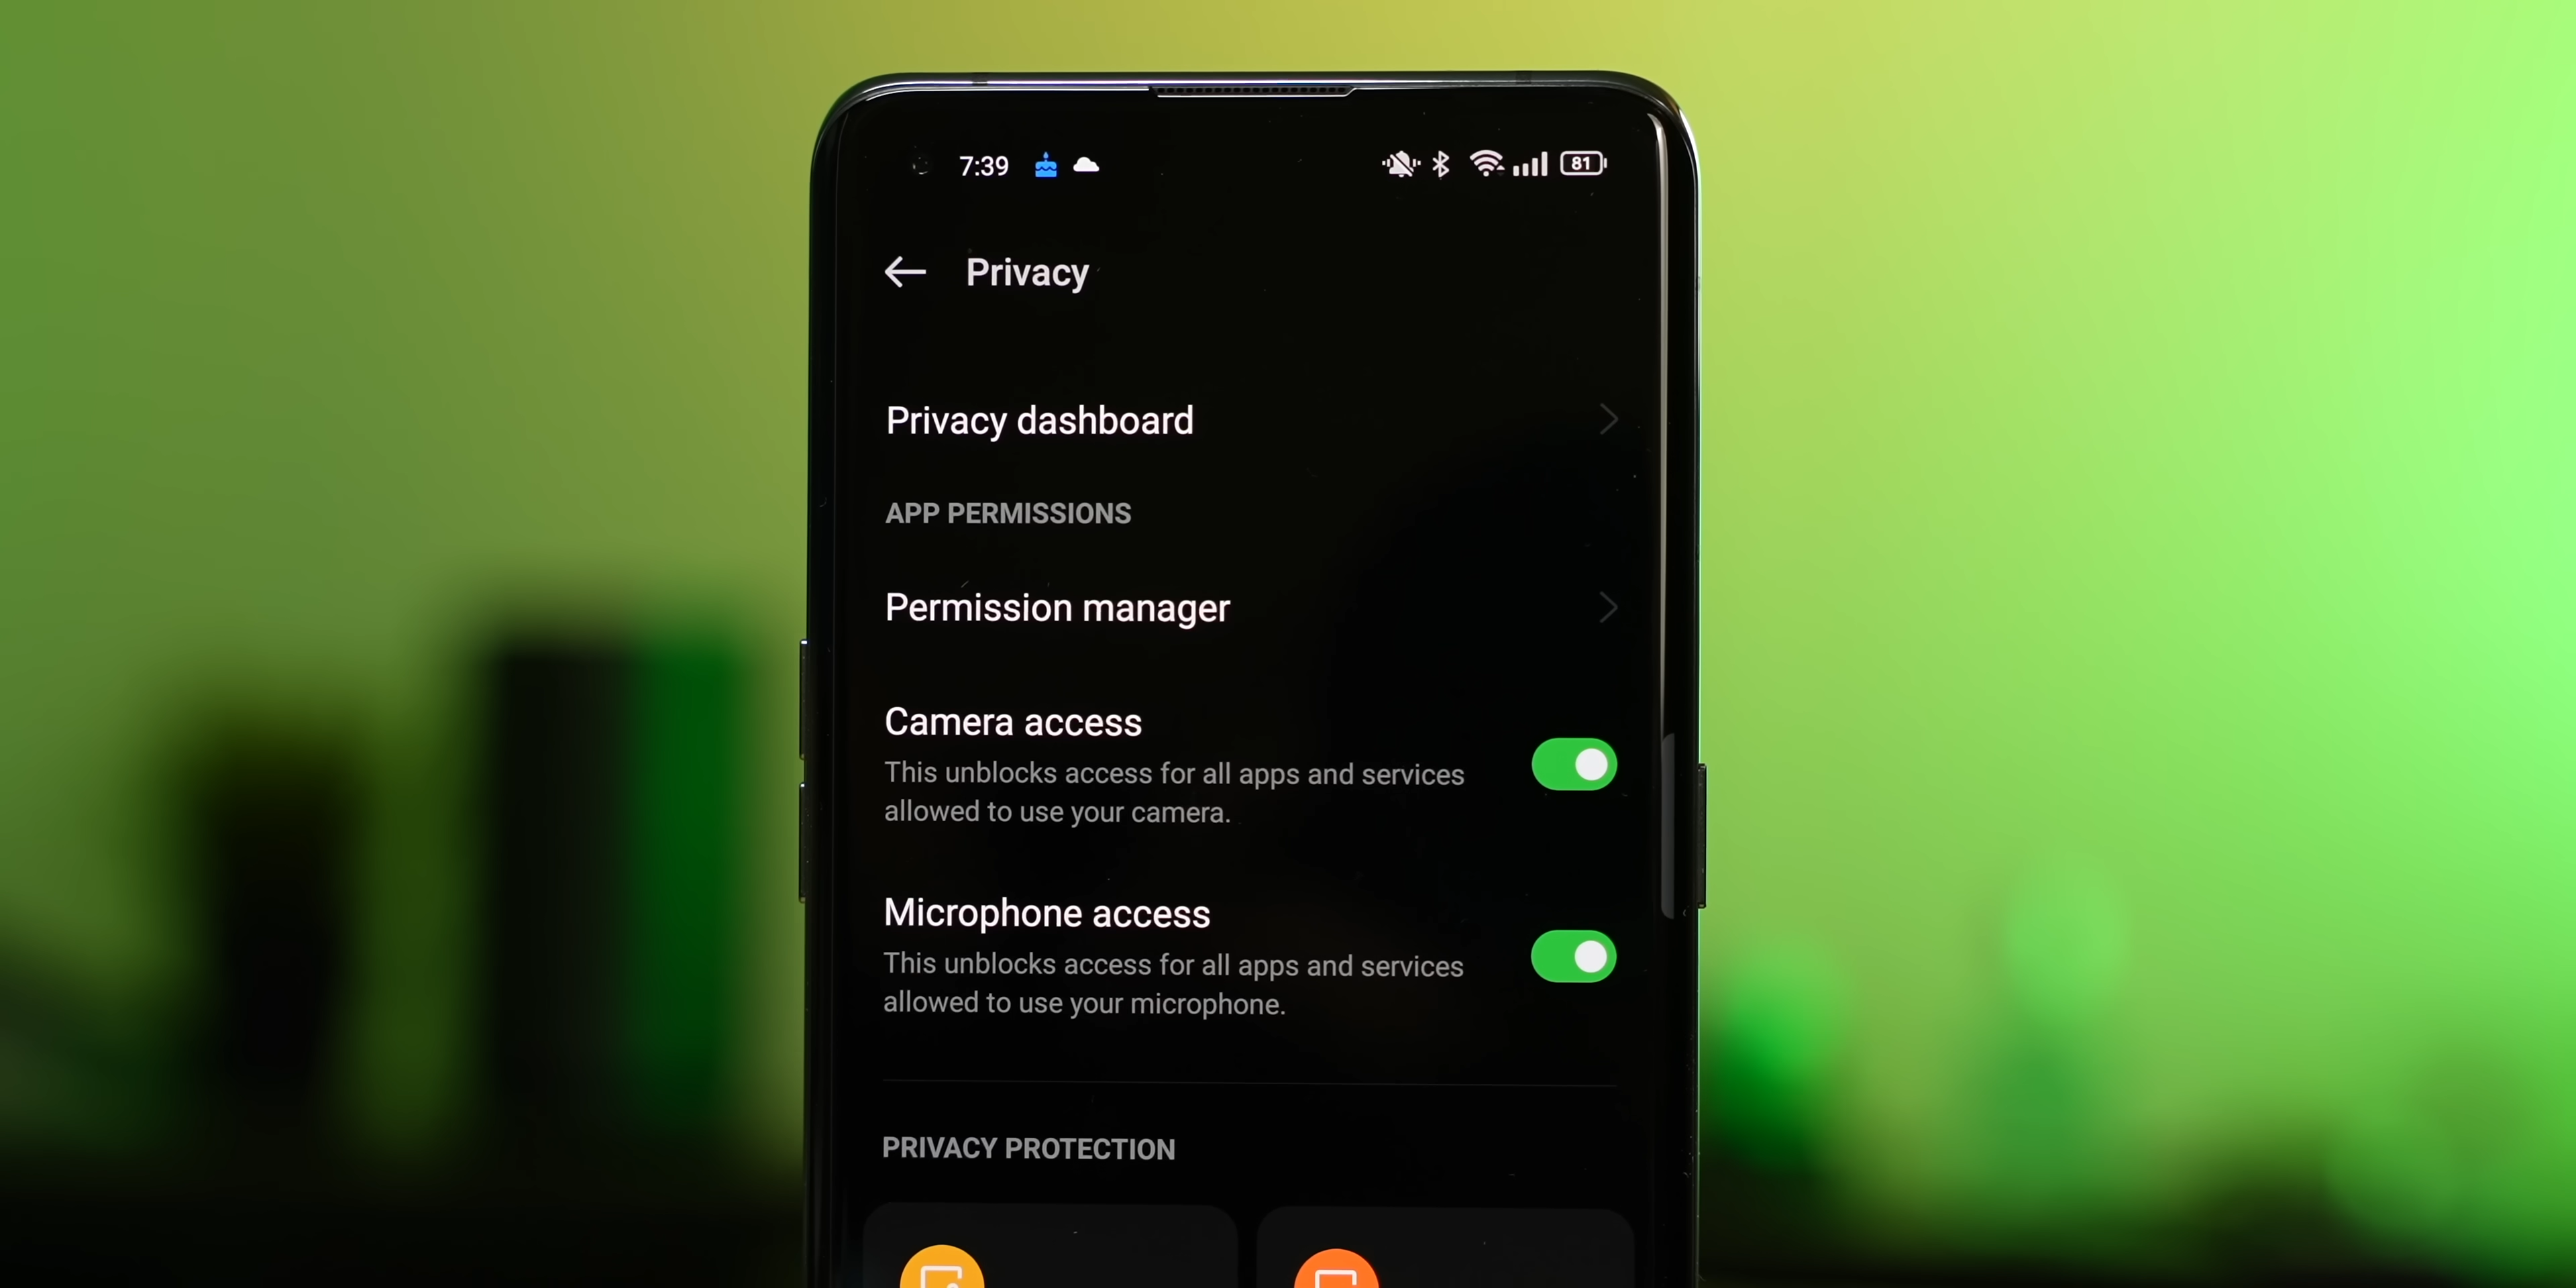 7:39 81
Privacy
Privacy dashboard
APP PERMISSIONS
Permission manager
Camera access
This unblocks access for all apps and services
allowed to use your camera.
Microphone access
This unblocks access for all apps and services
allowed to use your microphone.
PRIVACY PROTECTION